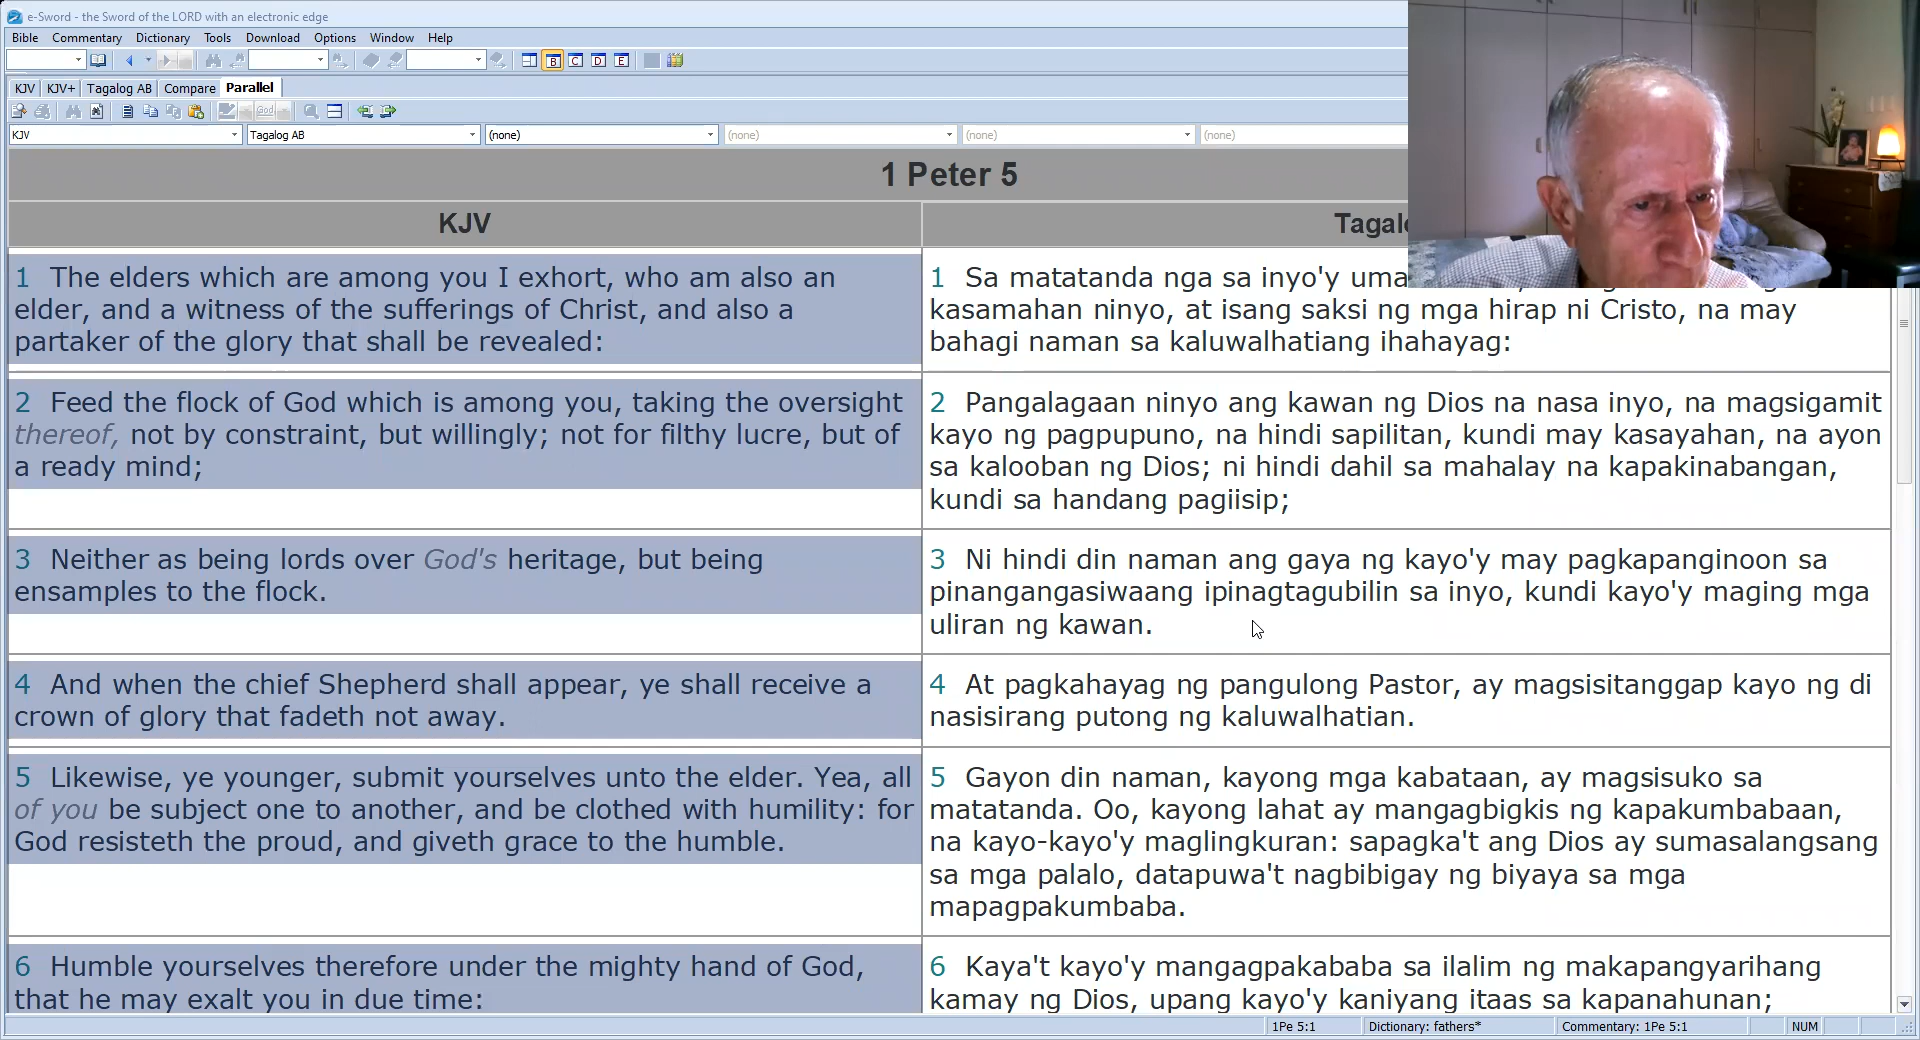 e-Sword - the Sword of the LORD with an electronic edge
Bible Commentary Dictionary Tools Download Options Window Help
B C D E
KJV KJV+ Tagalog AB Compare Parallel
God
KJV Tagalog AB (none) (none) (none) (none)
1 Peter 5
KJV
1 The elders which are among you I exhort, who am also an
elder, and a witness of the sufferings of Christ, and also a
partaker of the glory that shall be revealed:
2 Feed the flock of God which is among you, taking the oversight
thereof, not by constraint, but willingly; not for filthy lucre, but of
a ready mind;
3 Neither as being lords over God's heritage, but being
ensamples to the flock.
4 And when the chief Shepherd shall appear, ye shall receive a
crown of glory that fadeth not away.
5 Likewise, ye younger, submit yourselves unto the elder. Yea, all
of you be subject one to another, and be clothed with humility: for
God resisteth the proud, and giveth grace to the humble.
6 Humble yourselves therefore under the mighty hand of God,
that he may exalt you in due time:
1 Sa matatanda nga sa inyo'y
kasamahan ninyo, at isang saksi ng mga hirap ni Cristo, na may
bahagi naman sa kaluwalhatiang ihahayag:
2 Pangalagaan ninyo ang kawan ng Dios na nasa inyo, na magsigamit
kayo ng pagpupuno, na hindi sapilitan, kundi may kasayahan, na ayon
sa kalooban ng Dios; ni hindi dahil sa mahalay na kapakinabangan,
kundi sa handang pagiisip;
3 Ni hindi din naman ang gaya ng kayo'y may pagkapanginoon sa
pinangangasiwaang ipinagtagubilin sa inyo, kundi kayo'y maging mga
uliran ng kawan.
4 At pagkahayag ng pangulong Pastor, ay magsisitanggap kayo ng di
nasisirang putong ng kaluwalhatian.
5 Gayon din naman, kayong mga kabataan, ay magsisuko sa
matatanda. Oo, kayong lahat ay mangagbigkis ng kapakumbabaan,
na kayo-kayo'y maglingkuran: sapagka't ang Dios ay sumasalangsang
sa mga palalo, datapuwa't nagbibigay ng biyaya sa mga
mapagpakumbaba.
6 Kaya't kayo'y mangagpakababa sa ilalim ng makapangyarihang
kamay ng Dios, upang kayo'y kaniyang itaas sa kapanahunan;
1Pe 5:1 Dictionary: fathers* Commentary: 1Pe 5:1 NUM